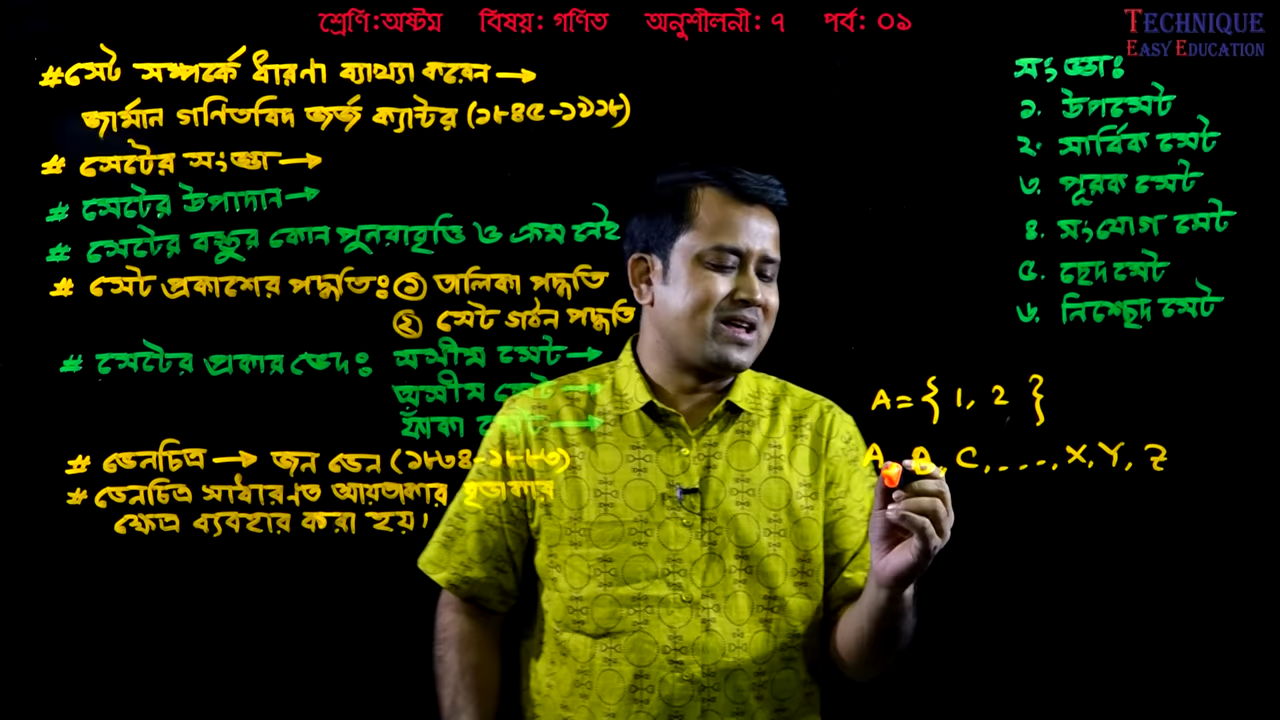 শ্রেণি:অষ্টম বিষয়: গণিত অনুশীলনী: ৭ পর্ব: ০১
TECHNIQUE
EASY EDUCATION
#সেট সম্পর্কে ধারণা ব্যাখ্যা করেন →
জার্মান গণিতবিদ জর্জ ক্যান্টর (১৮৪৫-১৯১৮)
# সেটের সংজ্ঞা →
# সেটের উপাদান →
# সেটের বস্তুর কোন পুনরাবৃত্তি ও ক্রম নেই
# সেট প্রকাশের পদ্ধতি: ১ তালিকা পদ্ধতি
২ সেট গঠন পদ্ধতি
# সেটের প্রকার ভেদ: সসীম সেট →
অসীম সেট →
ফাঁকা সেট →
# ভেনচিত্র → জন ভেন (১৮৩৪-১৮৮৩)
# ভেনচিত্র সাধারণত আয়তাকার বৃত্তাকার
ক্ষেত্র ব্যবহার করা হয়।
সংজ্ঞা:
১. উপসেট
২. সার্বিক সেট
৩. পূরক সেট
৪. সংযোগ সেট
৫. ছেদ সেট
৬. নিশ্ছেদ সেট
A = { 1, 2 }
A, B, C, ...., X, Y, Z